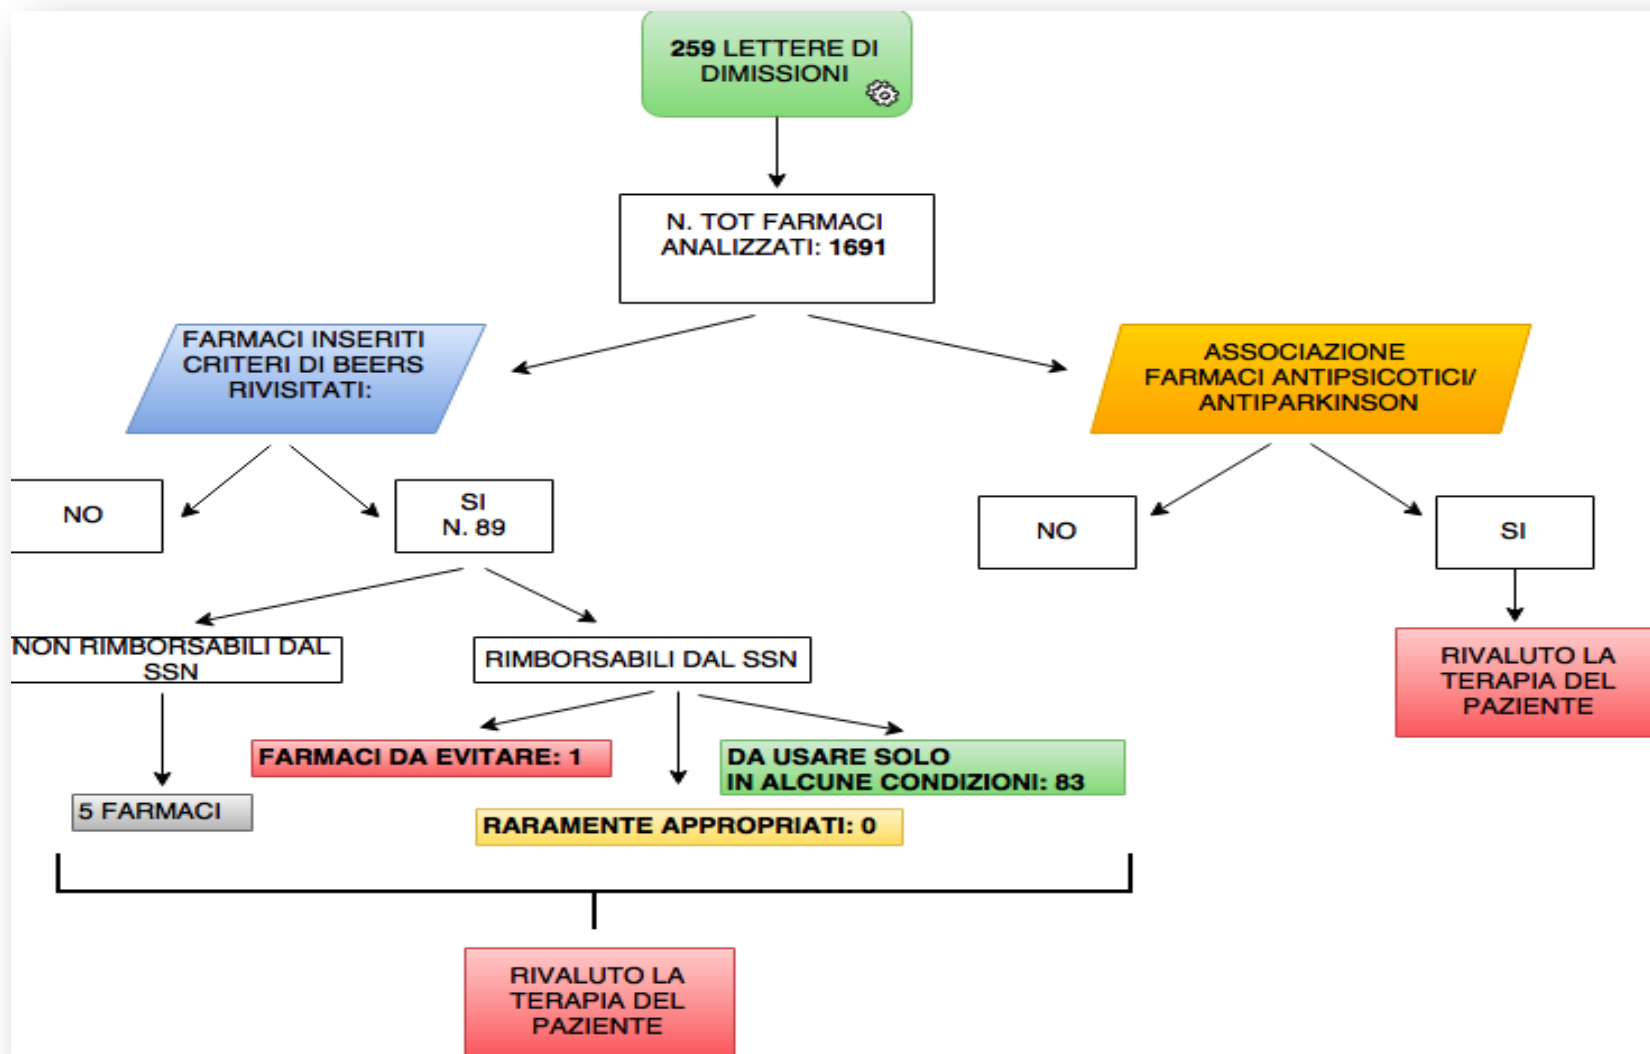 259 LETTERE DI
DIMISSIONI
N. TOT FARMACI
ANALIZZATI: 1691
FARMACI INSERITI
CRITERI DI BEERS
RIVISITATI:
ASSOCIAZIONE
FARMACI ANTIPSICOTICI/
ANTIPARKINSON
NO
SI
N. 89
NO
SI
NON RIMBORSABILI DAL
SSN
RIMBORSABILI DAL SSN
RIVALUTO LA
TERAPIA DEL
PAZIENTE
FARMACI DA EVITARE: 1
DA USARE SOLO
IN ALCUNE CONDIZIONI: 83
5 FARMACI
RARAMENTE APPROPRIATI: 0
RIVALUTO LA
TERAPIA DEL
PAZIENTE